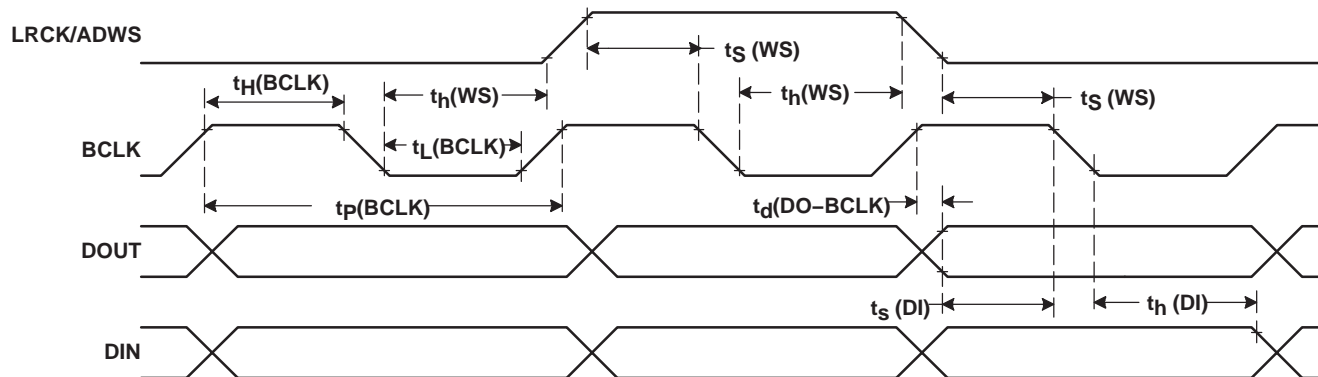 LRCK/ADWS
tS (WS)
tH(BCLK)
th(WS)
th(WS)
tS (WS)
BCLK
tL(BCLK)
tP(BCLK)
td(DO–BCLK)
DOUT
ts (DI)
th (DI)
DIN